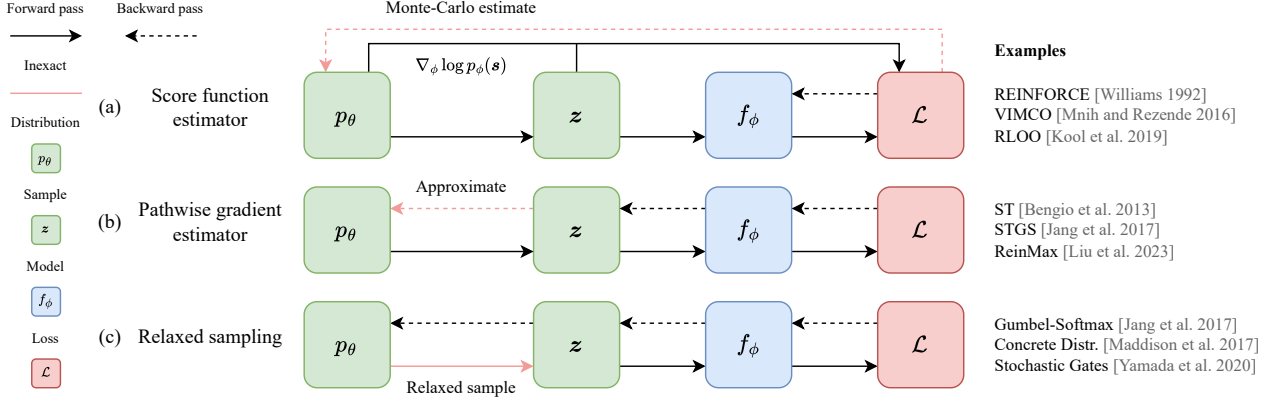 Forward pass
Backward pass
Inexact
Distribution
p_θ
Sample
z
Model
f_ϕ
Loss
ℒ
Monte-Carlo estimate
∇_ϕ log p_ϕ(s)
(a) Score function
estimator
p_θ
z
f_ϕ
ℒ
(b) Pathwise gradient
estimator
Approximate
p_θ
z
f_ϕ
ℒ
(c) Relaxed sampling
p_θ
z
f_ϕ
ℒ
Relaxed sample
Examples
REINFORCE [Williams 1992]
VIMCO [Mnih and Rezende 2016]
RLOO [Kool et al. 2019]
ST [Bengio et al. 2013]
STGS [Jang et al. 2017]
ReinMax [Liu et al. 2023]
Gumbel-Softmax [Jang et al. 2017]
Concrete Distr. [Maddison et al. 2017]
Stochastic Gates [Yamada et al. 2020]